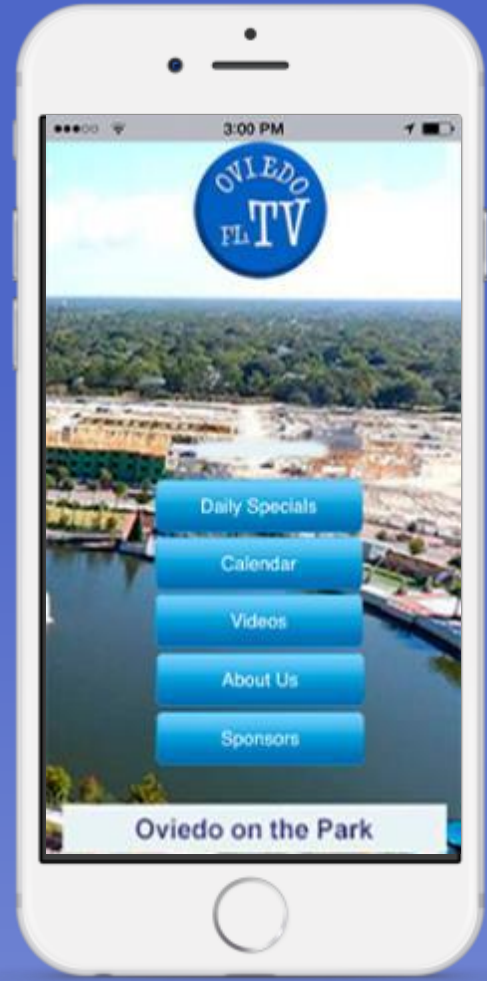 3:00 PM
OVIEDO
FL. TV
Daily Specials
Calendar
Videos
About Us
Sponsors
Oviedo on the Park